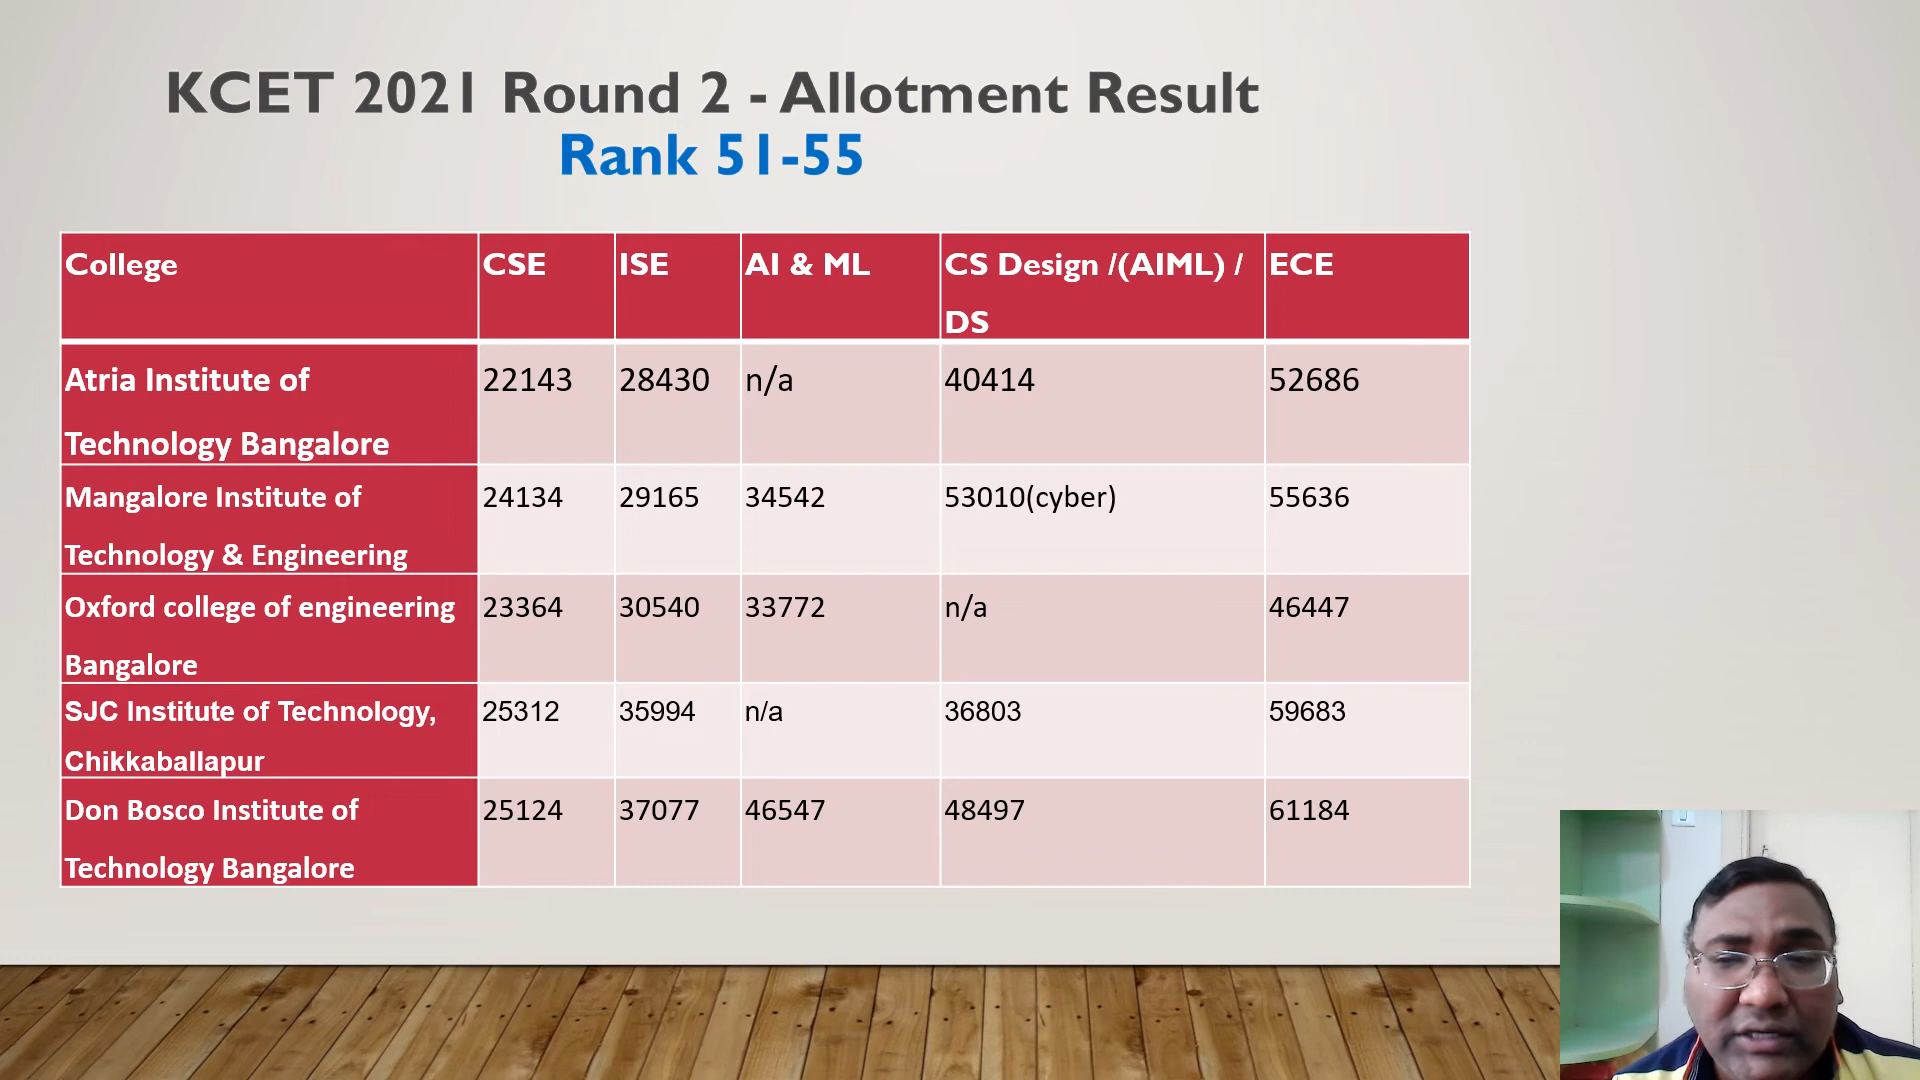 KCET 2021 Round 2 - Allotment Result
Rank 51-55
College CSE ISE AI & ML CS Design /(AIML) / ECE
DS
Atria Institute of 22143 28430 n/a 40414 52686
Technology Bangalore
Mangalore Institute of 24134 29165 34542 53010(cyber) 55636
Technology & Engineering
Oxford college of engineering 23364 30540 33772 n/a 46447
Bangalore
SJC Institute of Technology, 25312 35994 n/a 36803 59683
Chikkaballapur
Don Bosco Institute of 25124 37077 46547 48497 61184
Technology Bangalore